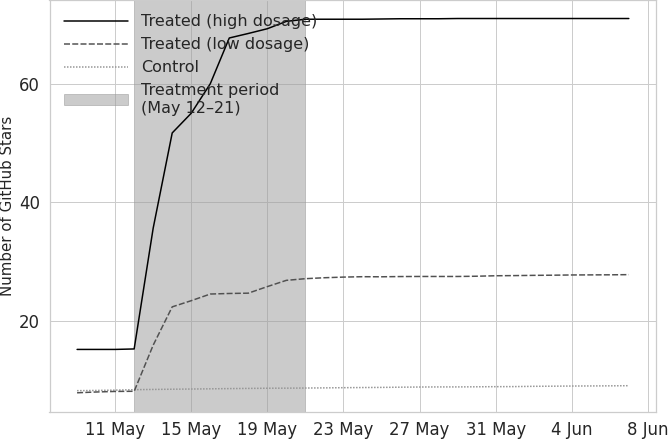 Treated (high dosage)
Treated (low dosage)
Control
Treatment period
(May 12–21)
Number of GitHub Stars
60
40
20
11 May 15 May 19 May 23 May 27 May 31 May 4 Jun 8 Jun